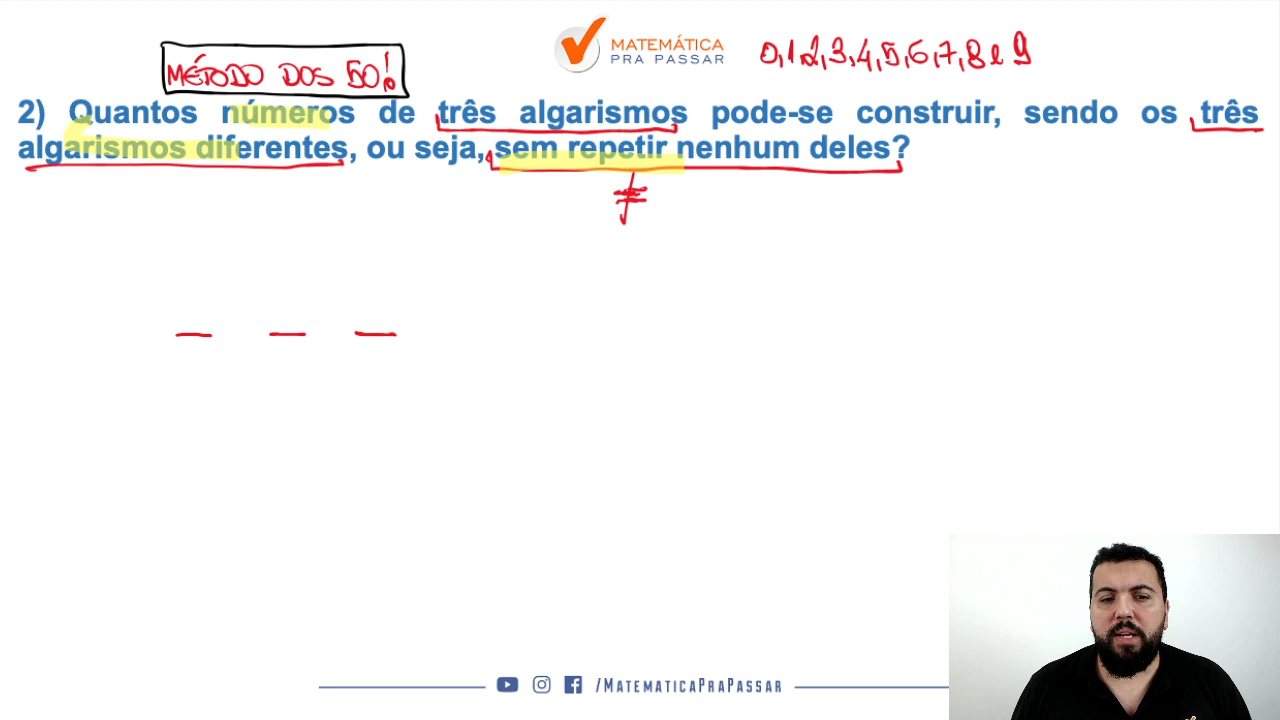 MÉTODO DOS 50!
MATEMÁTICA
PRA PASSAR
0,1,2,3,4,5,6,7,8 e 9
2) Quantos números de três algarismos pode-se construir, sendo os três
algarismos diferentes, ou seja, sem repetir nenhum deles?
≠
/MATEMATICAPRAPASSAR